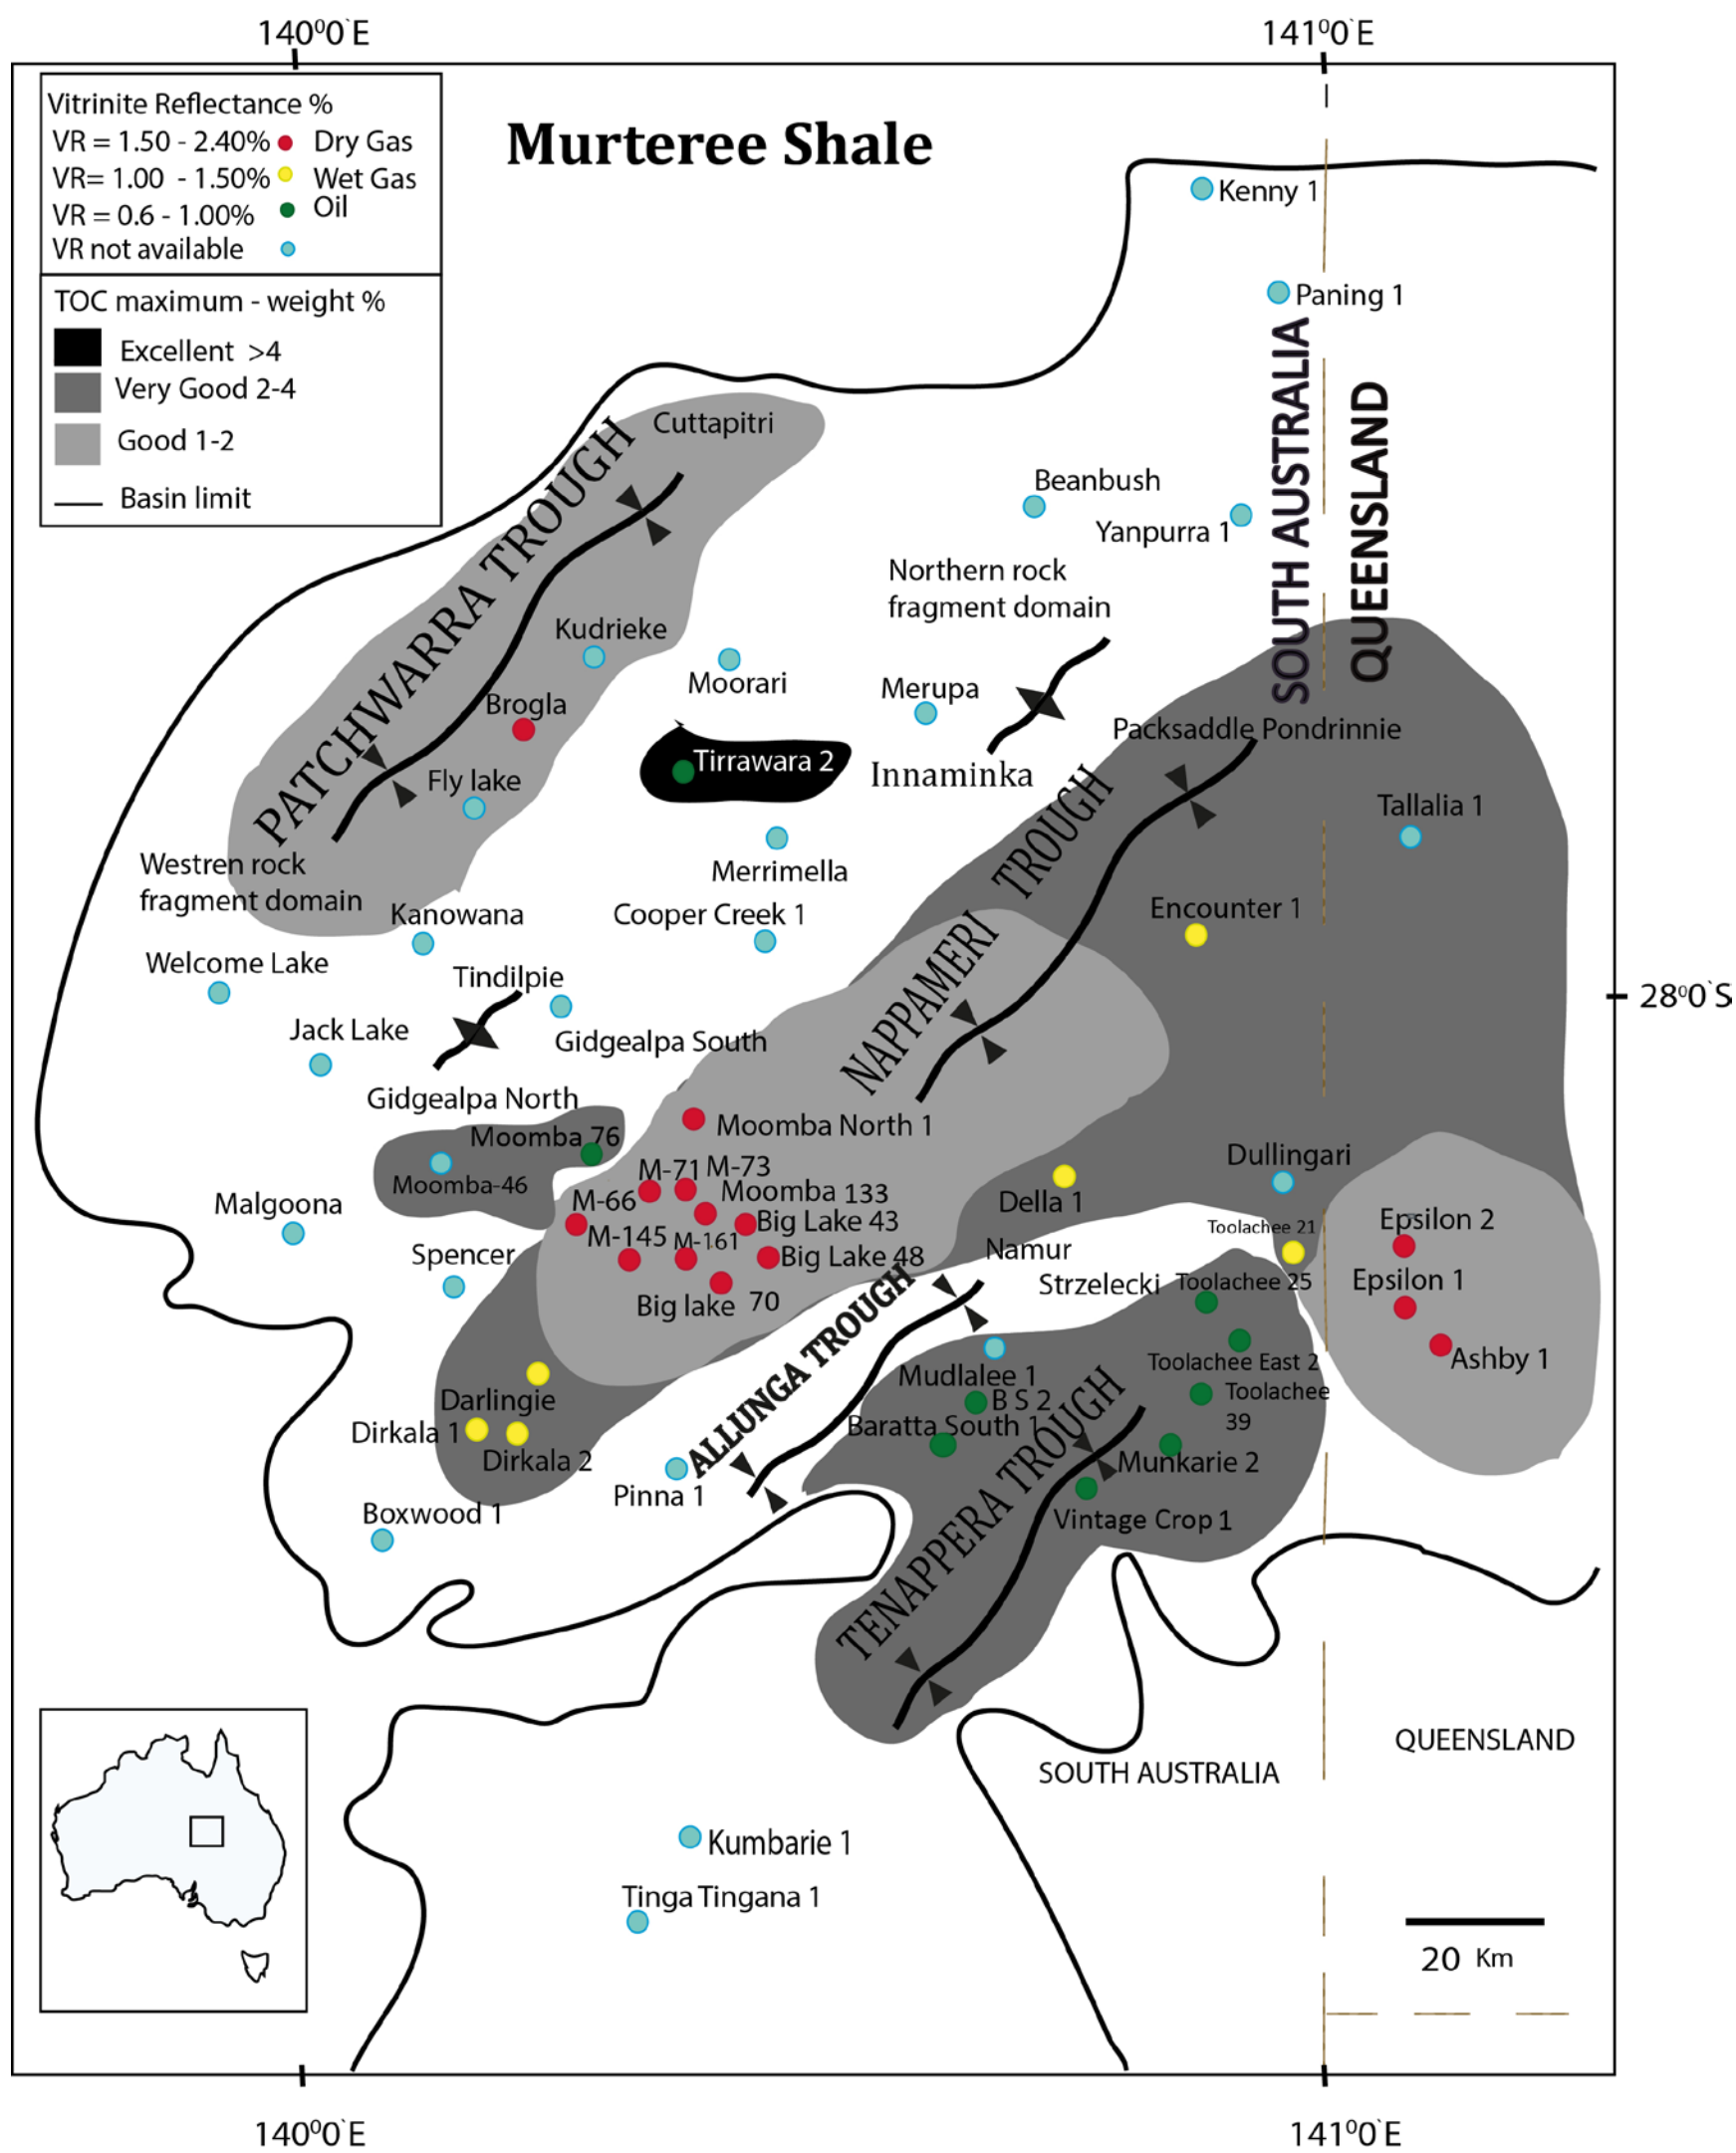 140⁰0`E
141⁰0`E
Vitrinite Reflectance %
VR = 1.50 - 2.40% Dry Gas
VR= 1.00 - 1.50% Wet Gas
VR = 0.6 - 1.00% Oil
VR not available
TOC maximum - weight %
Excellent >4
Very Good 2-4
Good 1-2
Basin limit
Murteree Shale
Kenny 1
Paning 1
SOUTH AUSTRALIA
QUEENSLAND
Cuttapitri
PATCHWARRA TROUGH
Beanbush
Yanpurra 1
Northern rock
fragment domain
Kudrieke
Moorari
Merupa
Brogla
Packsaddle Pondrinnie
Tirrawara 2
Innaminka
Fly lake
Tallalia 1
Westren rock
fragment domain
Merrimella
Kanowana
Cooper Creek 1
Encounter 1
NAPPAMERI TROUGH
Welcome Lake
Tindilpie
28⁰0`S
Jack Lake
Gidgealpa South
Gidgealpa North
Moomba 76
Moomba North 1
Moomba-46
M-71 M-73
Dullingari
M-66
Moomba 133
Della 1
Malgoona
Big Lake 43
Toolachee 21
Epsilon 2
M-145 M-161
Spencer
Big Lake 48
Namur
Strzelecki
Toolachee 25
Epsilon 1
Big lake 70
ALLUNGA TROUGH
Mudlalee 1
Toolachee East 2
Ashby 1
Darlingie
B S 2
Toolachee
39
Dirkala 1
Baratta South 1
Dirkala 2
Munkarie 2
Pinna 1
Boxwood 1
Vintage Crop 1
TENAPPERA TROUGH
QUEENSLAND
SOUTH AUSTRALIA
Kumbarie 1
Tinga Tingana 1
20 Km
140⁰0`E
141⁰0`E